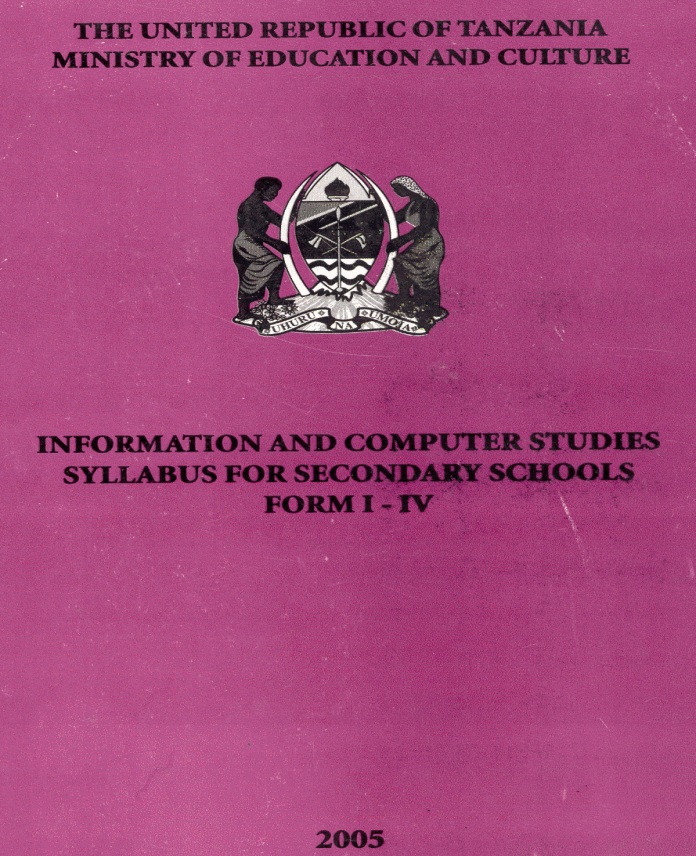 THE UNITED REPUBLIC OF TANZANIA
MINISTRY OF EDUCATION AND CULTURE
UHURU NA UMOJA
INFORMATION AND COMPUTER STUDIES
SYLLABUS FOR SECONDARY SCHOOLS
FORM I - IV
2005